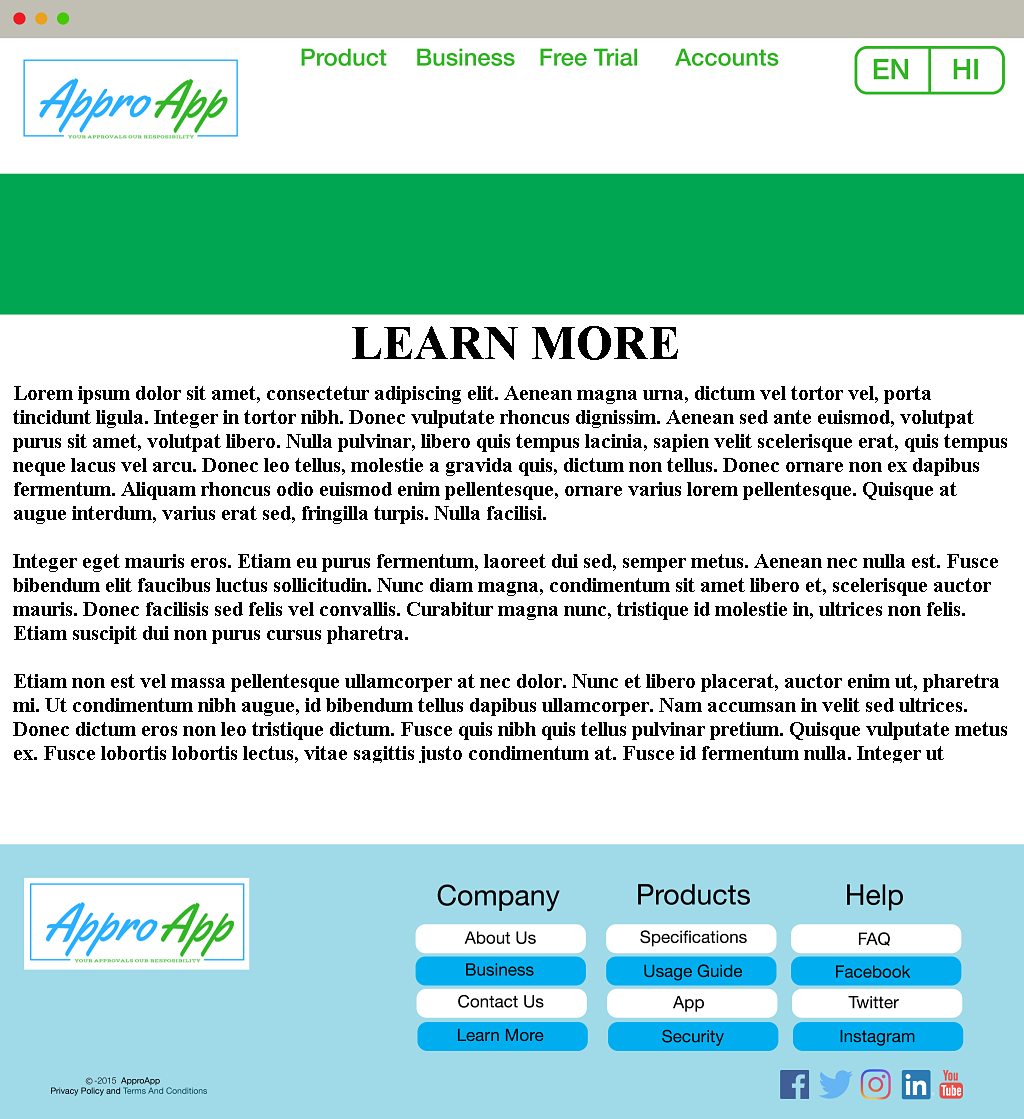 Product Business Free Trial Accounts
EN HI
Appro App
YOUR APPROVALS OUR RESPOSIBILITY
LEARN MORE
Lorem ipsum dolor sit amet, consectetur adipiscing elit. Aenean magna urna, dictum vel tortor vel, porta
tincidunt ligula. Integer in tortor nibh. Donec vulputate rhoncus dignissim. Aenean sed ante euismod, volutpat
purus sit amet, volutpat libero. Nulla pulvinar, libero quis tempus lacinia, sapien velit scelerisque erat, quis tempus
neque lacus vel arcu. Donec leo tellus, molestie a gravida quis, dictum non tellus. Donec ornare non ex dapibus
fermentum. Aliquam rhoncus odio euismod enim pellentesque, ornare varius lorem pellentesque. Quisque at
augue interdum, varius erat sed, fringilla turpis. Nulla facilisi.
Integer eget mauris eros. Etiam eu purus fermentum, laoreet dui sed, semper metus. Aenean nec nulla est. Fusce
bibendum elit faucibus luctus sollicitudin. Nunc diam magna, condimentum sit amet libero et, scelerisque auctor
mauris. Donec facilisis sed felis vel convallis. Curabitur magna nunc, tristique id molestie in, ultrices non felis.
Etiam suscipit dui non purus cursus pharetra.
Etiam non est vel massa pellentesque ullamcorper at nec dolor. Nunc et libero placerat, auctor enim ut, pharetra
mi. Ut condimentum nibh augue, id bibendum tellus dapibus ullamcorper. Nam accumsan in velit sed ultrices.
Donec dictum eros non leo tristique dictum. Fusce quis nibh quis tellus pulvinar pretium. Quisque vulputate metus
ex. Fusce lobortis lobortis lectus, vitae sagittis justo condimentum at. Fusce id fermentum nulla. Integer ut
Appro App
YOUR APPROVALS OUR RESPOSIBILITY
Company
About Us
Business
Contact Us
Learn More
Products
Specifications
Usage Guide
App
Security
Help
FAQ
Facebook
Twitter
Instagram
You
Tube
© -2015 ApproApp
Privacy Policy and Terms And Conditions